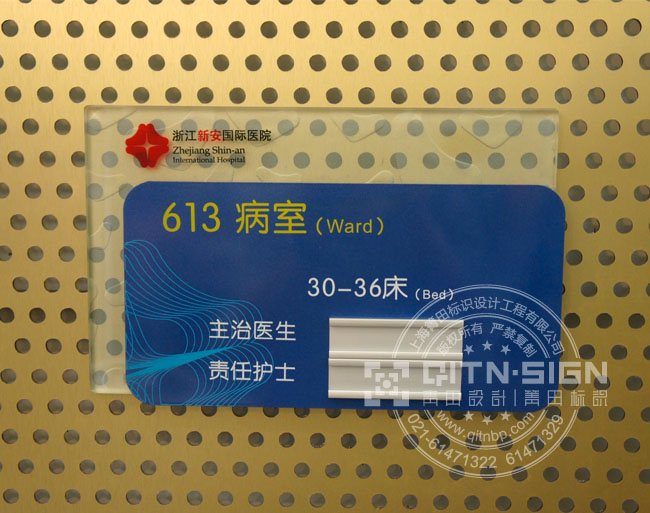 浙江新安国际医院
Zhejiang Shin-an
International Hospital
613 病室 (Ward)
30-36床 (Bed)
主治医生
责任护士
上海青田标识设计工程有限公司
版权所有 严禁复制
QITN·SIGN
青田設計|青田标識
www.qitnbp.com
021-61471322 61471329